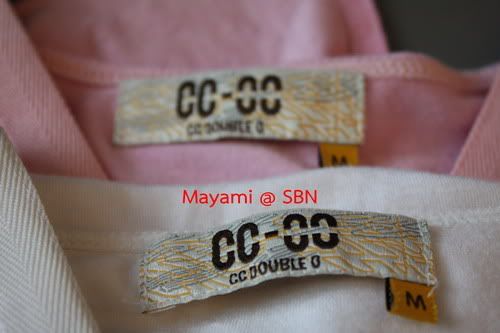 CC-OO
CC DOUBLE O
M
Mayami @ SBN
CC-OO
CC DOUBLE O
M